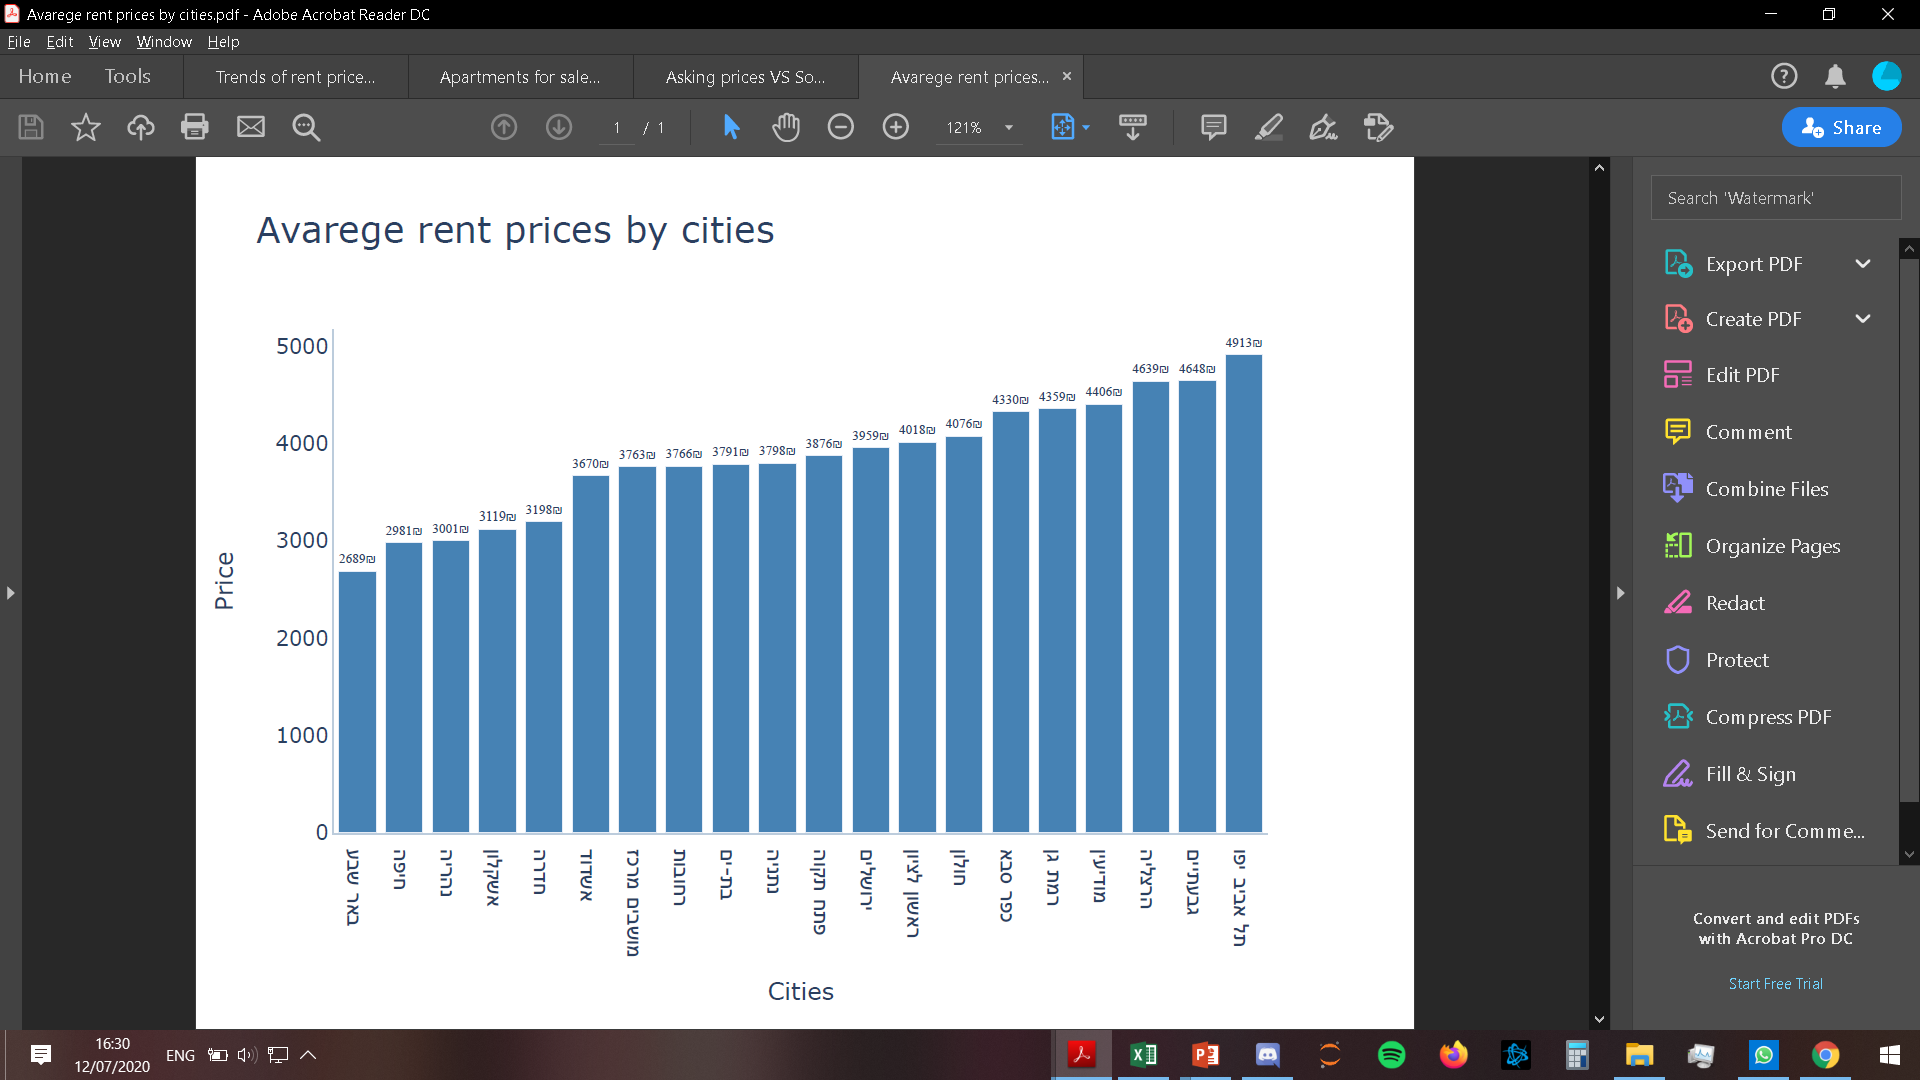 Avarege rent prices by cities.pdf - Adobe Acrobat Reader DC
File Edit View Window Help
Home Tools Trends of rent price... Apartments for sale... Asking prices VS So... Avarege rent prices... ×
1 / 1 121% Share
Search 'Watermark'
Export PDF
Create PDF
Edit PDF
Comment
Combine Files
Organize Pages
Redact
Protect
Compress PDF
Fill & Sign
Send for Comme...
Convert and edit PDFs
with Acrobat Pro DC
Start Free Trial
Avarege rent prices by cities
Price
5000
4000
3000
2000
1000
0
2689₪
2981₪
3001₪
3119₪
3198₪
3670₪
3763₪
3766₪
3791₪
3798₪
3876₪
3959₪
4018₪
4076₪
4330₪
4359₪
4406₪
4639₪
4648₪
4913₪
באר שבע
חיפה
נהריה
אשקלון
חדרה
אשדוד
מושבים מרכז
רחובות
בת-ים
נתניה
פתח תקוה
ירושלים
ראשון לציון
חולון
כפר סבא
רמת גן
מודיעין
הרצליה
גבעתיים
תל אביב יפו
Cities
16:30
12/07/2020
ENG